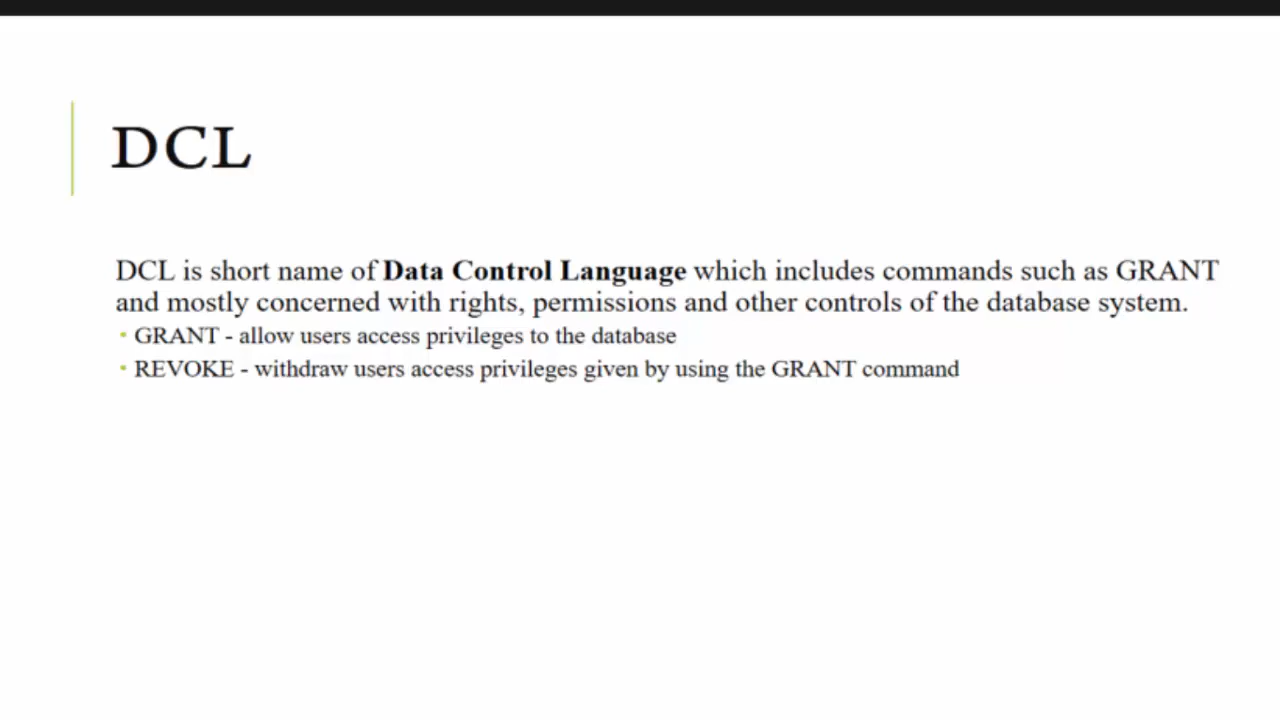 DCL
DCL is short name of Data Control Language which includes commands such as GRANT
and mostly concerned with rights, permissions and other controls of the database system.
▪ GRANT - allow users access privileges to the database
▪ REVOKE - withdraw users access privileges given by using the GRANT command